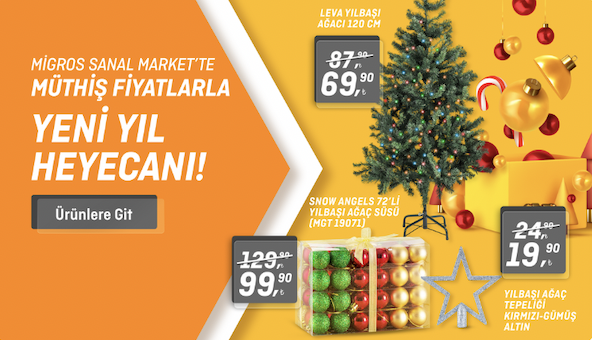 MİGROS SANAL MARKET'TE
MÜTHİŞ FİYATLARLA
YENİ YIL
HEYECANI!
Ürünlere Git
LEVA YILBAŞI
AĞACI 120 CM
87,90₺
69,90₺
SNOW ANGELS 72'Lİ
YILBAŞI AĞAÇ SÜSÜ
(MGT 19071)
129,90₺
99,90₺
24,90₺
19,90₺
YILBAŞI AĞAÇ
TEPELİĞİ
KIRMIZI-GÜMÜŞ
ALTIN